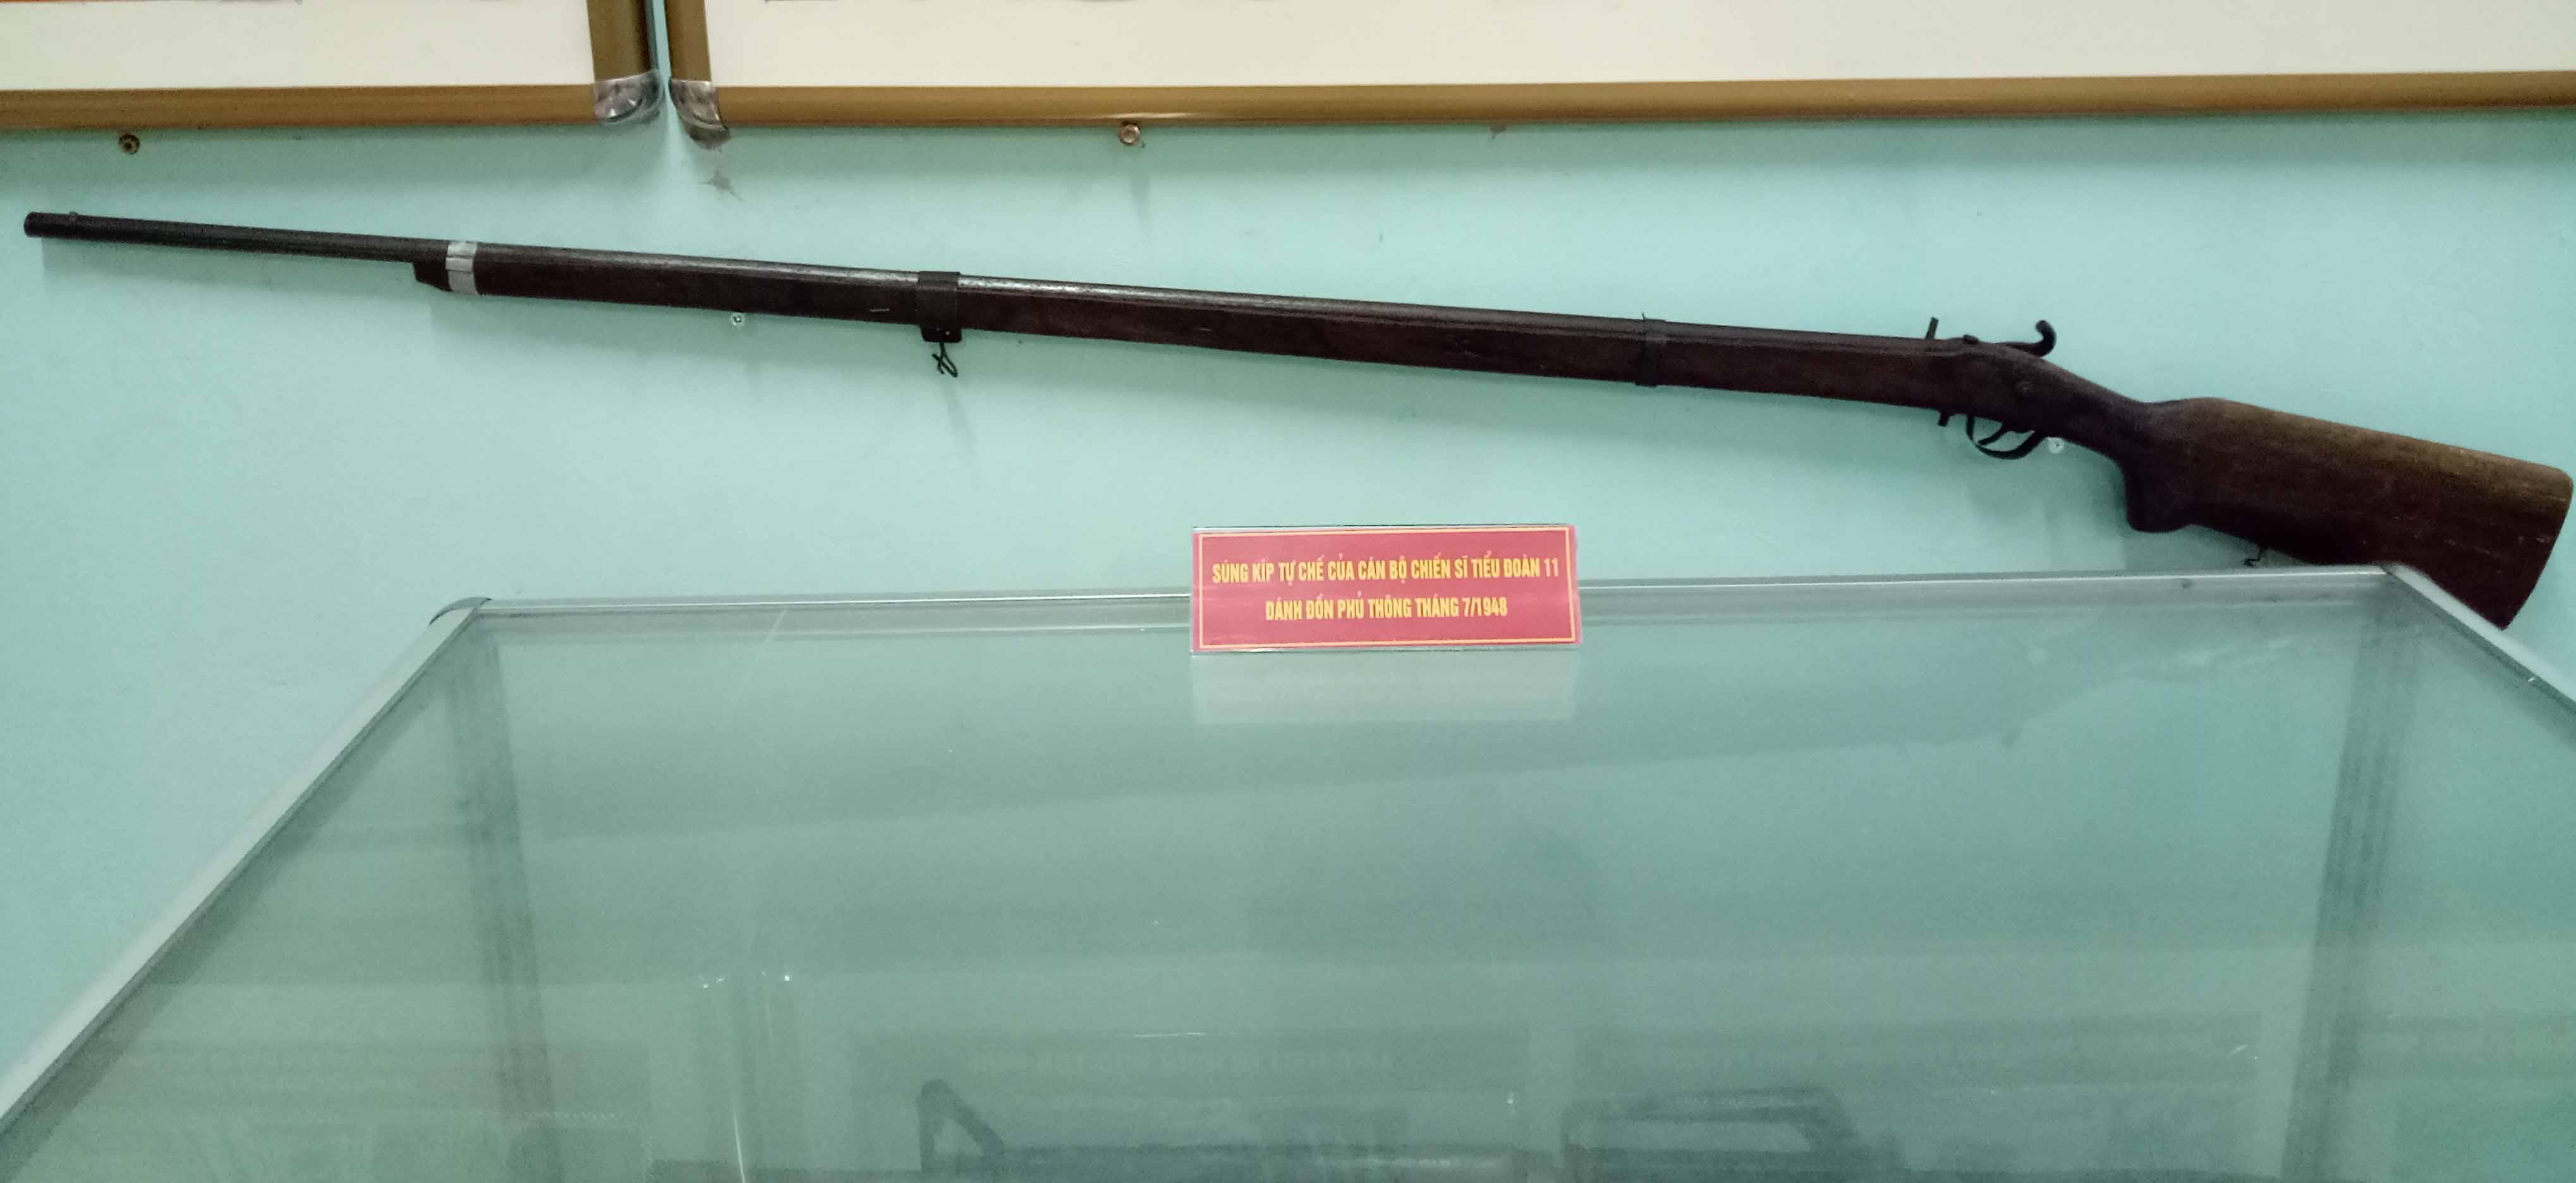 SÚNG KÍP TỰ CHẾ CỦA CÁN BỘ CHIẾN SĨ TIỂU ĐOÀN 11
ĐÁNH ĐỒN PHỦ THÔNG THÁNG 7/1948